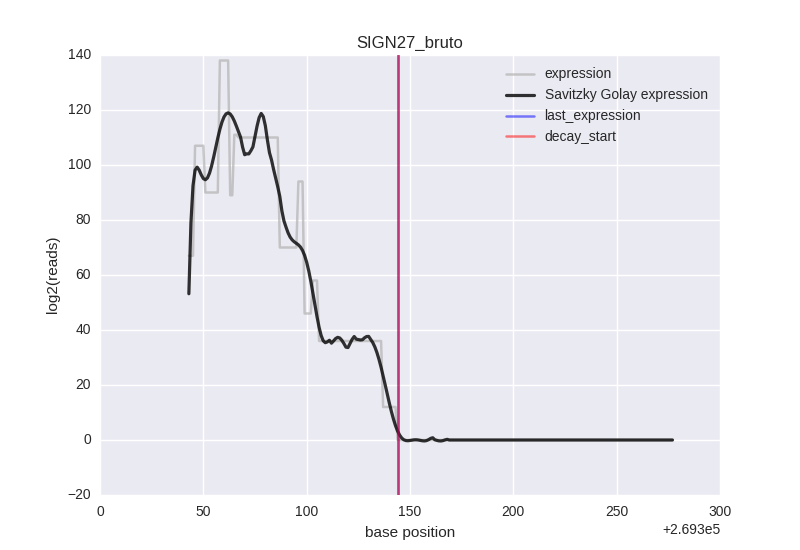 SIGN27_bruto
140
120
100
80
60
40
20
0
−20
log2(reads)
expression
Savitzky Golay expression
last_expression
decay_start
0 50 100 150 200 250 300
base position
+2.693e5